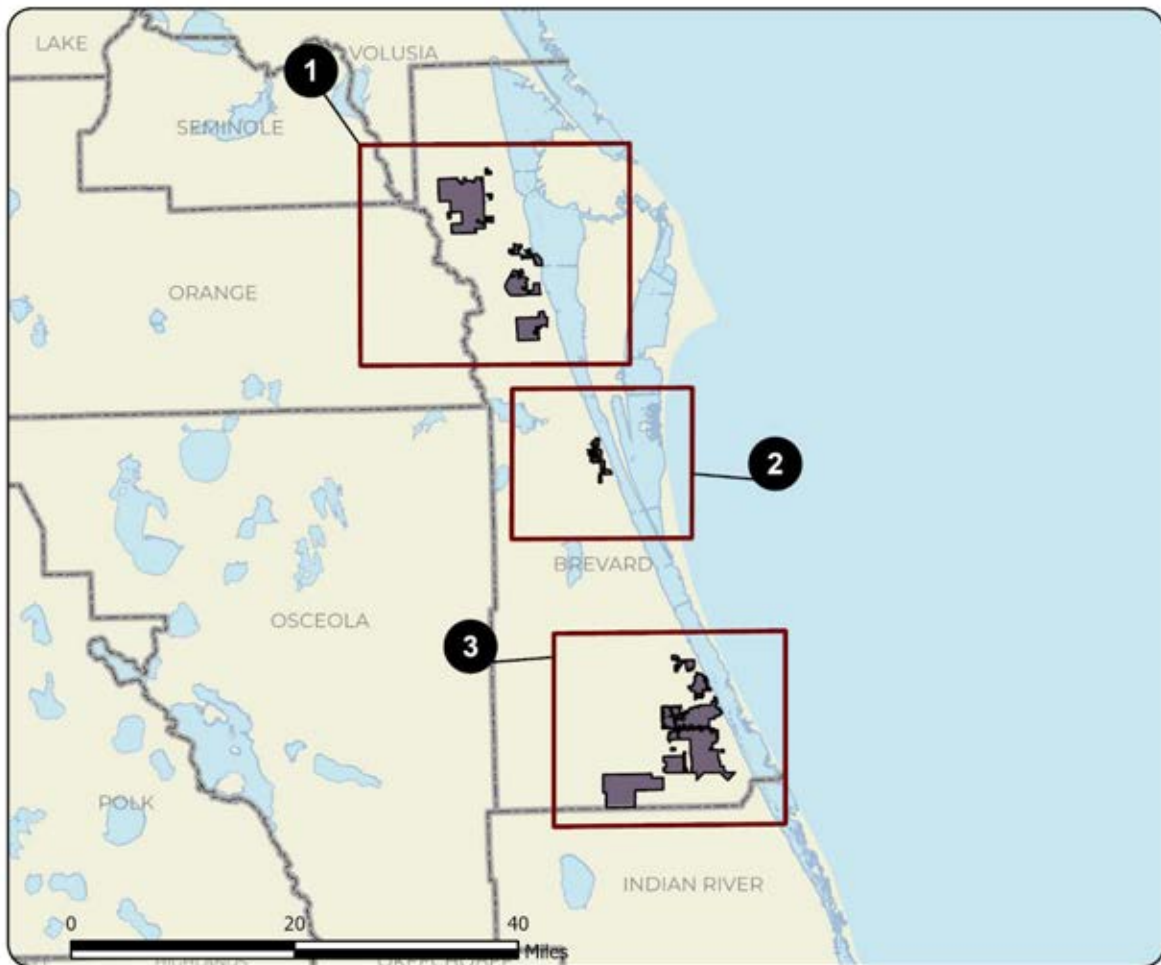 LAKE
VOLUSIA
1
SEMINOLE
ORANGE
2
BREVARD
OSCEOLA
3
POLK
INDIAN RIVER
0 20 40
Miles